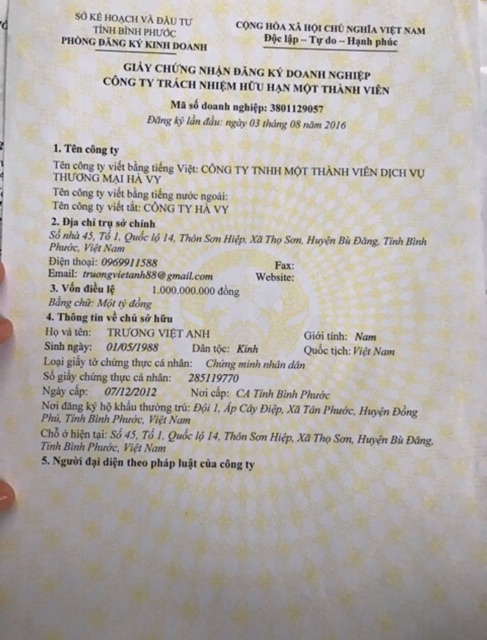 SỞ KẾ HOẠCH VÀ ĐẦU TƯ
TỈNH BÌNH PHƯỚC
PHÒNG ĐĂNG KÝ KINH DOANH
CỘNG HÒA XÃ HỘI CHỦ NGHĨA VIỆT NAM
Độc lập – Tự do – Hạnh phúc
GIẤY CHỨNG NHẬN ĐĂNG KÝ DOANH NGHIỆP
CÔNG TY TRÁCH NHIỆM HỮU HẠN MỘT THÀNH VIÊN
Mã số doanh nghiệp: 3801129057
Đăng ký lần đầu: ngày 03 tháng 08 năm 2016
1. Tên công ty
Tên công ty viết bằng tiếng Việt: CÔNG TY TNHH MỘT THÀNH VIÊN DỊCH VỤ
THƯƠNG MẠI HÀ VY
Tên công ty viết bằng tiếng nước ngoài:
Tên công ty viết tắt: CÔNG TY HÀ VY
2. Địa chỉ trụ sở chính
Số nhà 45, Tổ 1, Quốc lộ 14, Thôn Sơn Hiệp, Xã Thọ Sơn, Huyện Bù Đăng, Tỉnh Bình
Phước, Việt Nam
Điện thoại: 0969911588 Fax:
Email: truongvietanh88@gmail.com Website:
3. Vốn điều lệ 1.000.000.000 đồng
Bằng chữ: Một tỷ đồng
4. Thông tin về chủ sở hữu
Họ và tên: TRƯƠNG VIỆT ANH Giới tính: Nam
Sinh ngày: 01/05/1988 Dân tộc: Kinh Quốc tịch: Việt Nam
Loại giấy tờ chứng thực cá nhân: Chứng minh nhân dân
Số giấy chứng thực cá nhân: 285119770
Ngày cấp: 07/12/2012 Nơi cấp: CA Tỉnh Bình Phước
Nơi đăng ký hộ khẩu thường trú: Đội 1, Ấp Cây Điệp, Xã Tân Phước, Huyện Đồng
Phú, Tỉnh Bình Phước, Việt Nam
Chỗ ở hiện tại: Số 45, Tổ 1, Quốc lộ 14, Thôn Sơn Hiệp, Xã Thọ Sơn, Huyện Bù Đăng,
Tỉnh Bình Phước, Việt Nam
5. Người đại diện theo pháp luật của công ty